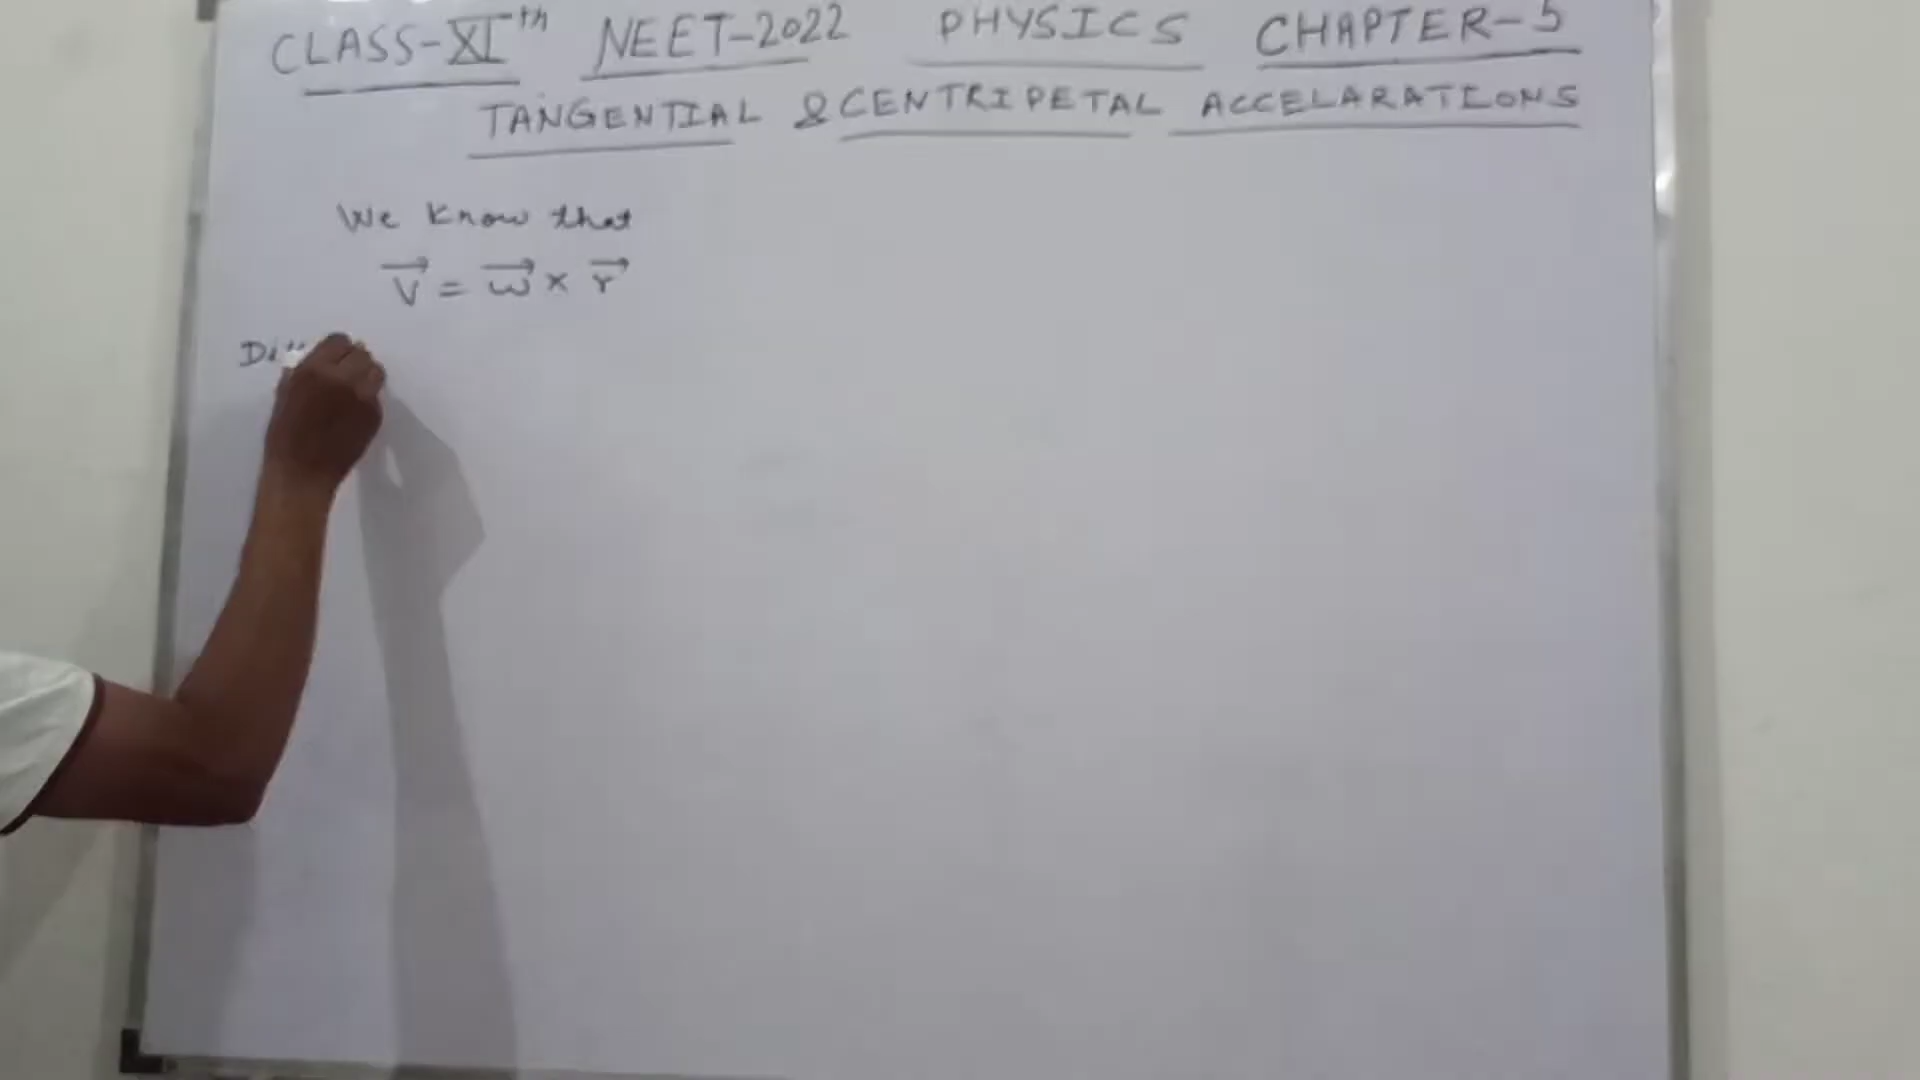 CLASS-XIth NEET-2022 PHYSICS CHAPTER-5
TANGENTIAL & CENTRIPETAL ACCELARATIONS
We Know that
V⃗ = ω⃗ × r⃗